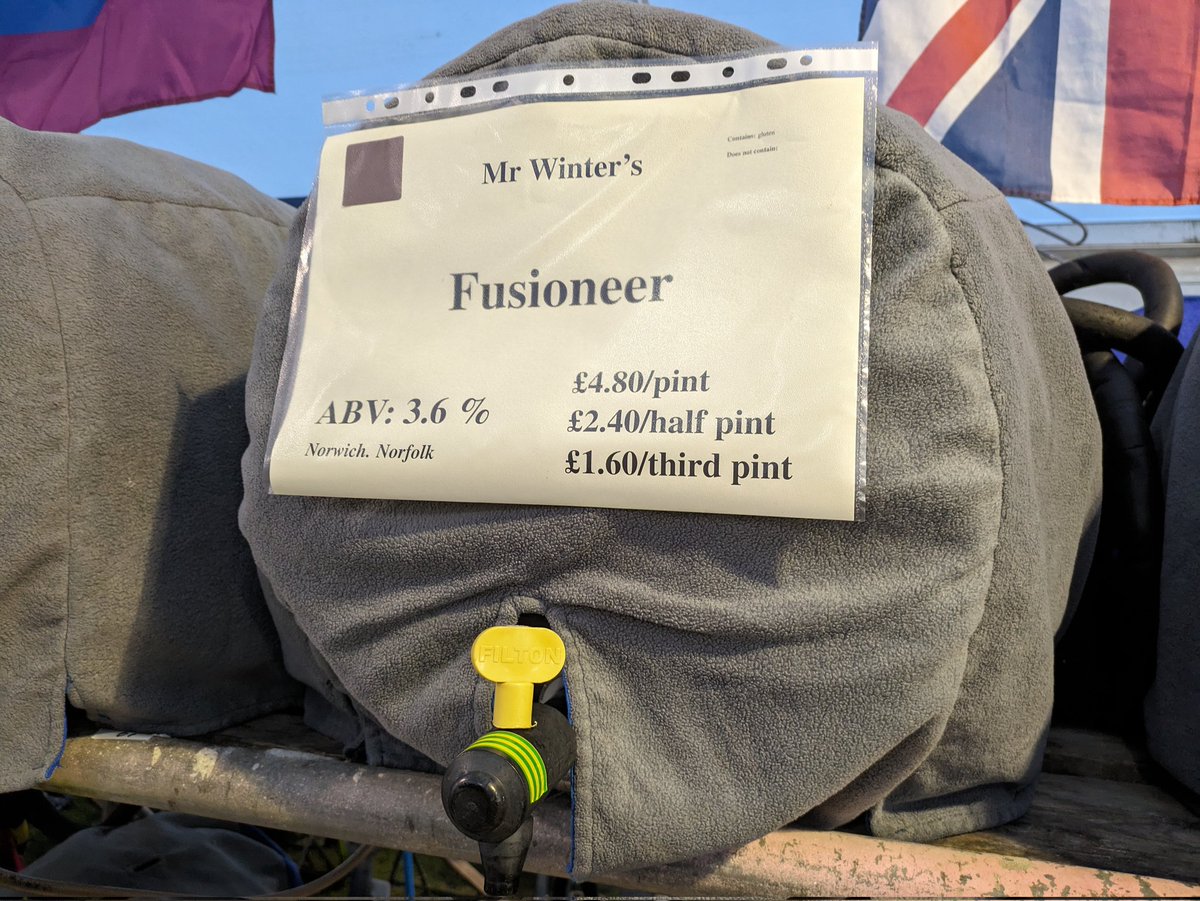 Contains: gluten
Does not contain:
Mr Winter's
Fusioneer
£4.80/pint
ABV: 3.6 %
£2.40/half pint
Norwich. Norfolk
£1.60/third pint
FILTON